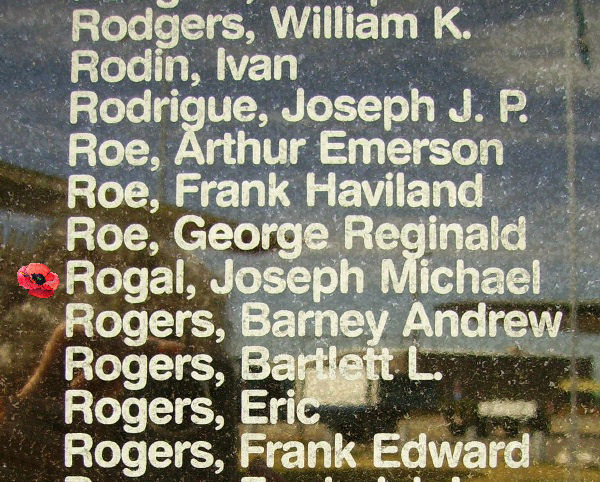 Rodgers, William K.
Rodin, Ivan
Rodrigue, Joseph J. P.
Roe, Arthur Emerson
Roe, Frank Haviland
Roe, George Reginald
Rogal, Joseph Michael
Rogers, Barney Andrew
Rogers, Bartlett L.
Rogers, Eric
Rogers, Frank Edward